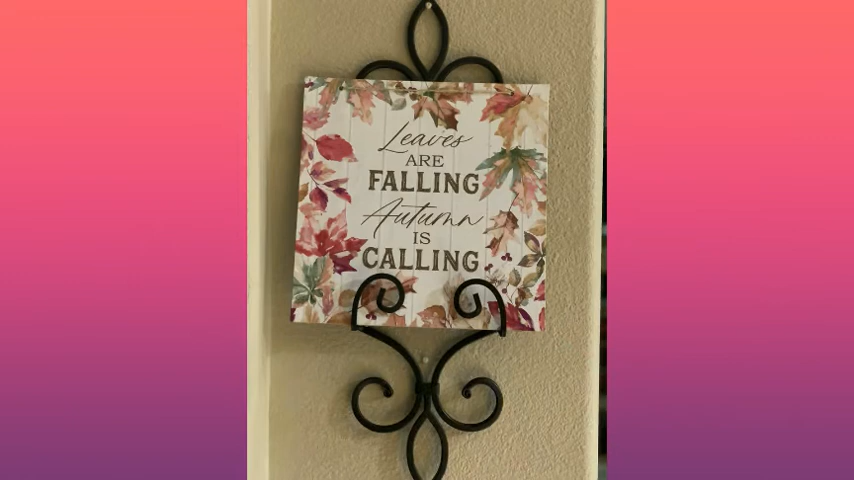 Leaves
ARE
FALLING
Autumn
IS
CALLING